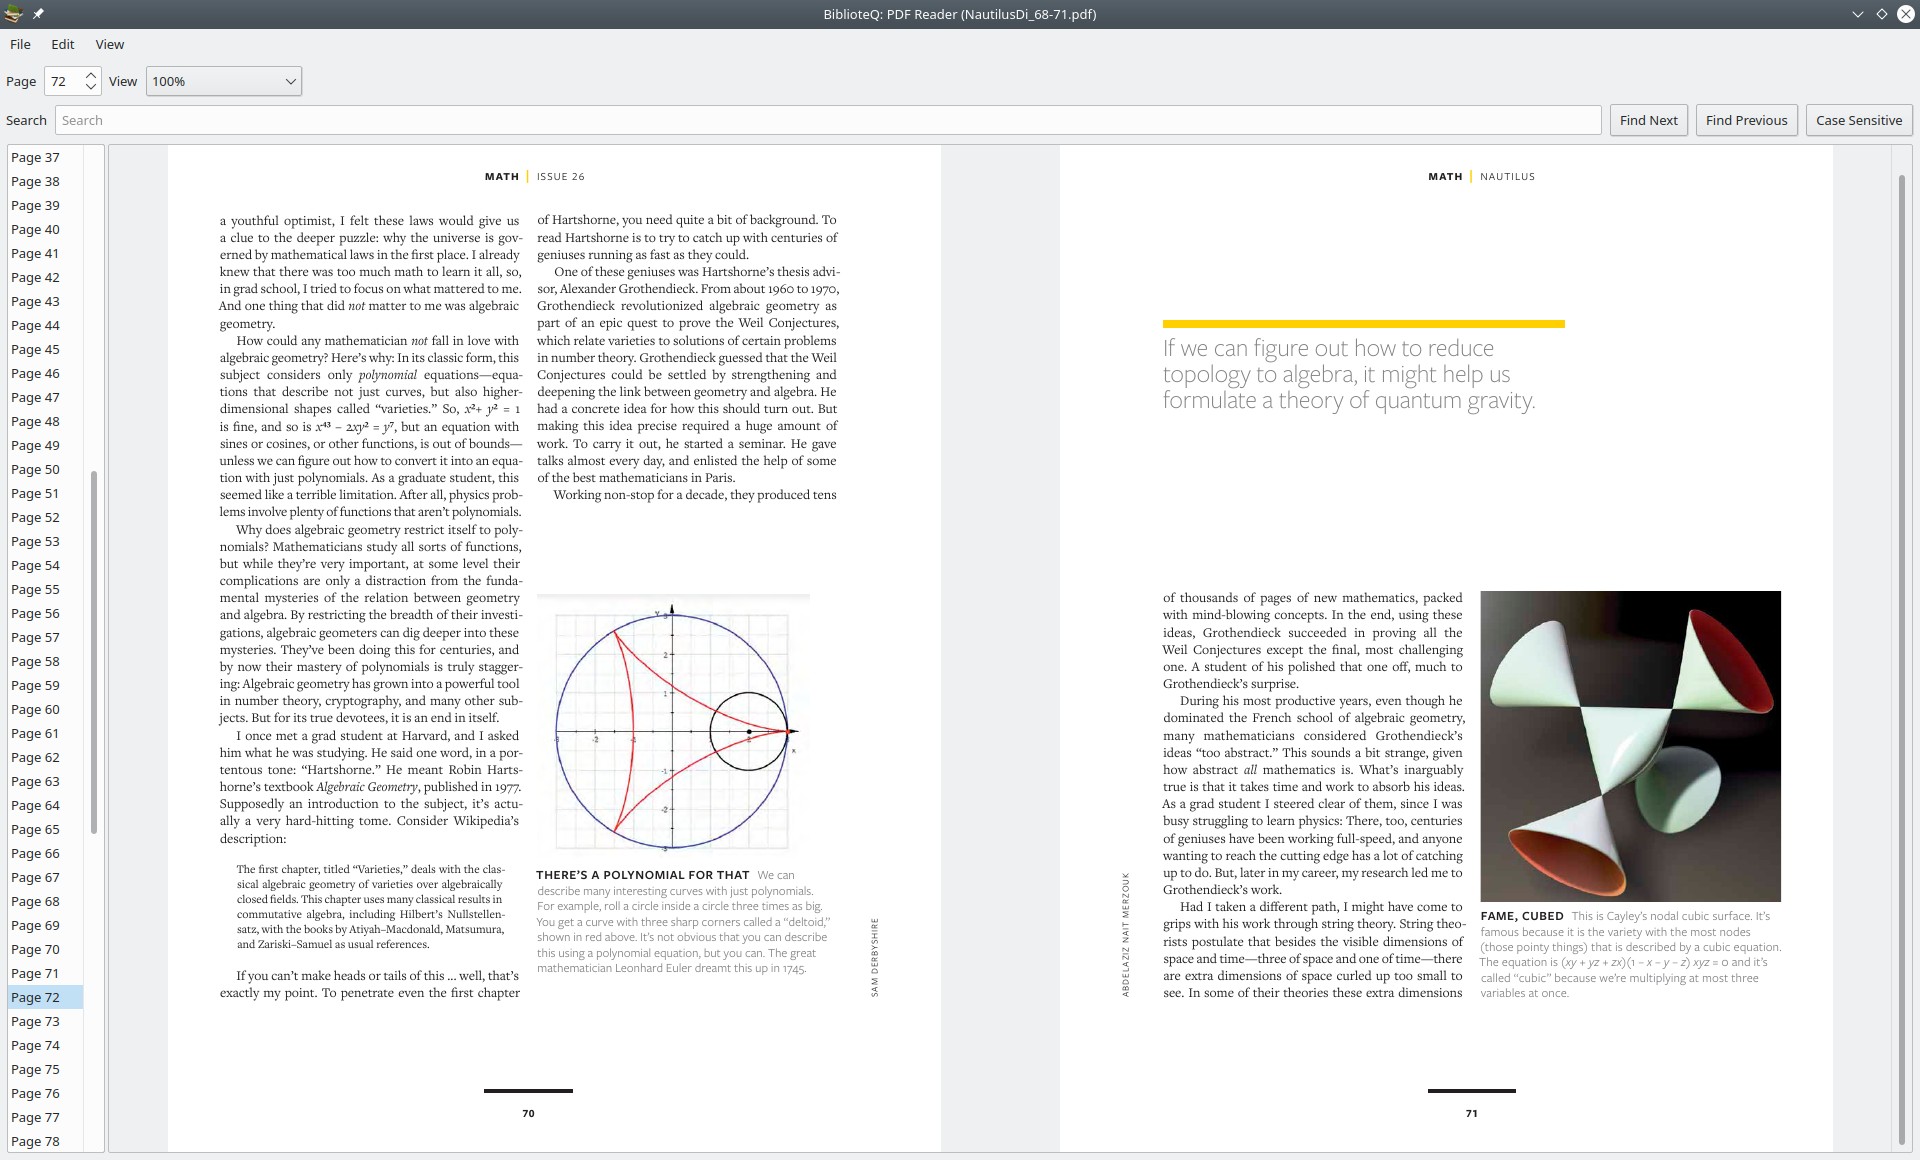 BiblioteQ: PDF Reader (NautilusDi_68-71.pdf)
File Edit View
Page 72 View 100%
Search Search Find Next Find Previous Case Sensitive
Page 37
Page 38
Page 39
Page 40
Page 41
Page 42
Page 43
Page 44
Page 45
Page 46
Page 47
Page 48
Page 49
Page 50
Page 51
Page 52
Page 53
Page 54
Page 55
Page 56
Page 57
Page 58
Page 59
Page 60
Page 61
Page 62
Page 63
Page 64
Page 65
Page 66
Page 67
Page 68
Page 69
Page 70
Page 71
Page 72
Page 73
Page 74
Page 75
Page 76
Page 77
Page 78
MATH | ISSUE 26
a youthful optimist, I felt these laws would give us
a clue to the deeper puzzle: why the universe is gov-
erned by mathematical laws in the first place. I already
knew that there was too much math to learn it all, so,
in grad school, I tried to focus on what mattered to me.
And one thing that did not matter to me was algebraic
geometry.
How could any mathematician not fall in love with
algebraic geometry? Here's why: In its classic form, this
subject considers only polynomial equations—equa-
tions that describe not just curves, but also higher-
dimensional shapes called “varieties.” So, x²+ y² = 1
is fine, and so is x⁴³ – 2xy² = y⁷, but an equation with
sines or cosines, or other functions, is out of bounds—
unless we can figure out how to convert it into an equa-
tion with just polynomials. As a graduate student, this
seemed like a terrible limitation. After all, physics prob-
lems involve plenty of functions that aren't polynomials.
Why does algebraic geometry restrict itself to poly-
nomials? Mathematicians study all sorts of functions,
but while they're very important, at some level their
complications are only a distraction from the funda-
mental mysteries of the relation between geometry
and algebra. By restricting the breadth of their investi-
gations, algebraic geometers can dig deeper into these
mysteries. They've been doing this for centuries, and
by now their mastery of polynomials is truly stagger-
ing: Algebraic geometry has grown into a powerful tool
in number theory, cryptography, and many other sub-
jects. But for its true devotees, it is an end in itself.
I once met a grad student at Harvard, and I asked
him what he was studying. He said one word, in a por-
tentous tone: “Hartshorne.” He meant Robin Harts-
horne's textbook Algebraic Geometry, published in 1977.
Supposedly an introduction to the subject, it's actu-
ally a very hard-hitting tome. Consider Wikipedia's
description:
The first chapter, titled “Varieties,” deals with the clas-
sical algebraic geometry of varieties over algebraically
closed fields. This chapter uses many classical results in
commutative algebra, including Hilbert's Nullstellen-
satz, with the books by Atiyah–Macdonald, Matsumura,
and Zariski–Samuel as usual references.
If you can't make heads or tails of this ... well, that's
exactly my point. To penetrate even the first chapter
of Hartshorne, you need quite a bit of background. To
read Hartshorne is to try to catch up with centuries of
geniuses running as fast as they could.
One of these geniuses was Hartshorne's thesis advi-
sor, Alexander Grothendieck. From about 1960 to 1970,
Grothendieck revolutionized algebraic geometry as
part of an epic quest to prove the Weil Conjectures,
which relate varieties to solutions of certain problems
in number theory. Grothendieck guessed that the Weil
Conjectures could be settled by strengthening and
deepening the link between geometry and algebra. He
had a concrete idea for how this should turn out. But
making this idea precise required a huge amount of
work. To carry it out, he started a seminar. He gave
talks almost every day, and enlisted the help of some
of the best mathematicians in Paris.
Working non-stop for a decade, they produced tens
Y 3
2
1
-2 -1 x
-1
-2
THERE'S A POLYNOMIAL FOR THAT We can
describe many interesting curves with just polynomials.
For example, roll a circle inside a circle three times as big.
You get a curve with three sharp corners called a “deltoid,”
shown in red above. It's not obvious that you can describe
this using a polynomial equation, but you can. The great
mathematician Leonhard Euler dreamt this up in 1745.
SAM DERBYSHIRE
70
MATH | NAUTILUS
If we can figure out how to reduce
topology to algebra, it might help us
formulate a theory of quantum gravity.
of thousands of pages of new mathematics, packed
with mind-blowing concepts. In the end, using these
ideas, Grothendieck succeeded in proving all the
Weil Conjectures except the final, most challenging
one. A student of his polished that one off, much to
Grothendieck's surprise.
During his most productive years, even though he
dominated the French school of algebraic geometry,
many mathematicians considered Grothendieck's
ideas “too abstract.” This sounds a bit strange, given
how abstract all mathematics is. What's inarguably
true is that it takes time and work to absorb his ideas.
As a grad student I steered clear of them, since I was
busy struggling to learn physics: There, too, centuries
of geniuses have been working full-speed, and anyone
wanting to reach the cutting edge has a lot of catching
up to do. But, later in my career, my research led me to
Grothendieck's work.
Had I taken a different path, I might have come to
grips with his work through string theory. String theo-
rists postulate that besides the visible dimensions of
space and time—three of space and one of time—there
are extra dimensions of space curled up too small to
see. In some of their theories these extra dimensions
ABDELAZIZ NAIT MERZOUK
FAME, CUBED This is Cayley's nodal cubic surface. It's
famous because it is the variety with the most nodes
(those pointy things) that is described by a cubic equation.
The equation is (xy + yz + zx)(1 – x – y – z) xyz = 0 and it's
called “cubic” because we're multiplying at most three
variables at once.
71